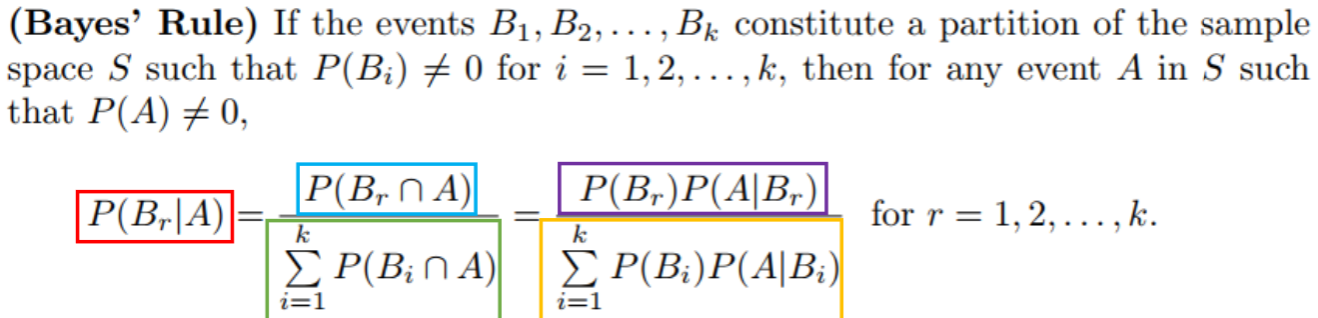 (Bayes' Rule) If the events B₁, B₂, . . . , Bₖ constitute a partition of the sample
space S such that P(Bᵢ) ≠ 0 for i = 1, 2, . . . , k, then for any event A in S such
that P(A) ≠ 0,
P(Bᵣ|A) = P(Bᵣ ∩ A) / ∑_{i=1}^{k} P(Bᵢ ∩ A) = P(Bᵣ)P(A|Bᵣ) / ∑_{i=1}^{k} P(Bᵢ)P(A|Bᵢ) for r = 1, 2, . . . , k.